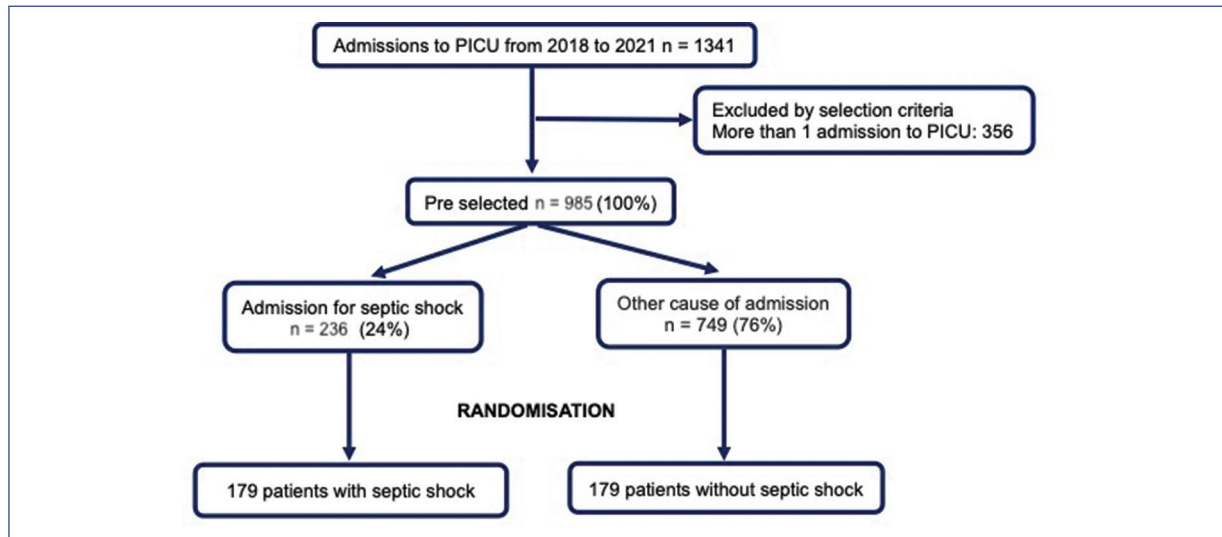 Admissions to PICU from 2018 to 2021 n = 1341
Excluded by selection criteria
More than 1 admission to PICU: 356
Pre selected n = 985 (100%)
Admission for septic shock
n = 236 (24%)
Other cause of admission
n = 749 (76%)
RANDOMISATION
179 patients with septic shock
179 patients without septic shock